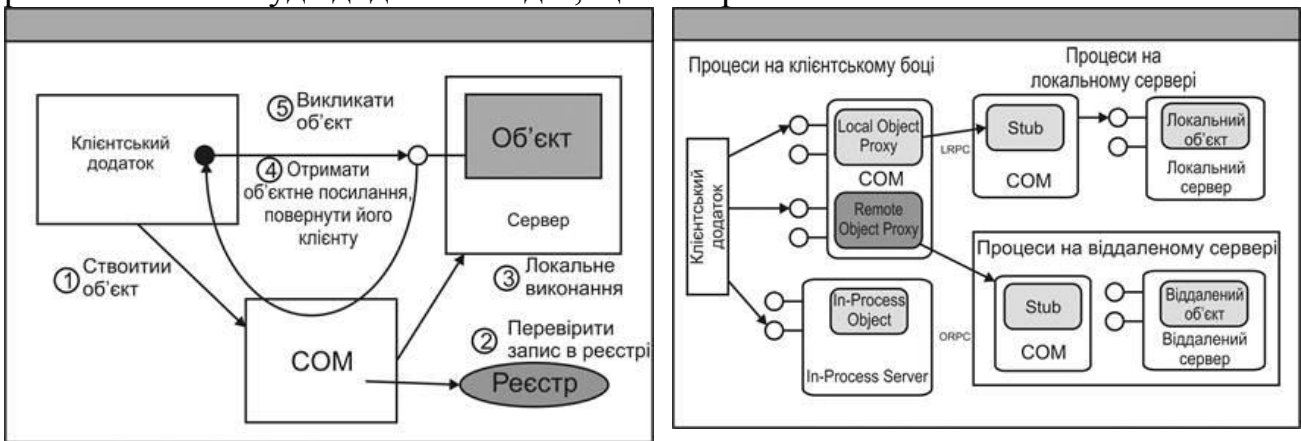 ⑤ Викликати
об'єкт
Клієнтський
додаток
Об'єкт
④ Отримати
об'єктне посилання,
повернути його
клієнту
Сервер
① Ствоитии
об'єкт
③ Локальне
виконання
② Перевірити
запис в реєстрі
COM
Реєстр
Процеси на клієнтському боці
Процеси на
локальному сервері
Клієнтський
додаток
Local Object
Proxy
COM
Remote
Object Proxy
LRPC
Stub
COM
Локальний
об'єкт
Локальний
сервер
In-Process
Object
In-Process Server
ORPC
Процеси на віддаленому сервері
Stub
COM
Віддалений
об'єкт
Віддалений
сервер